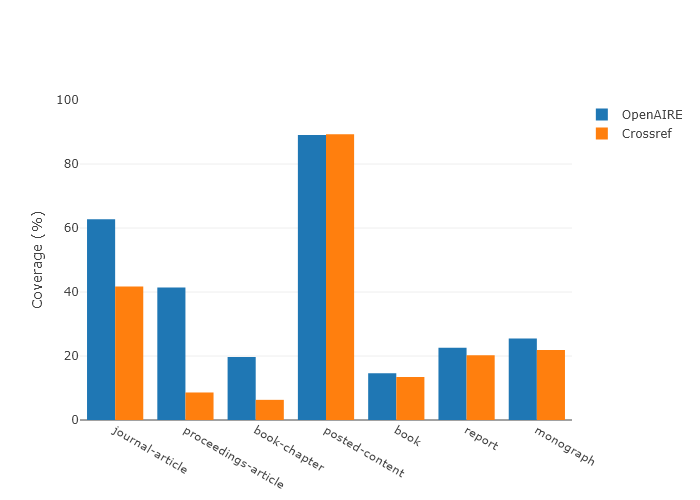 100
80
60
40
20
0
Coverage (%)
journal-article
proceedings-article
book-chapter
posted-content
book
report
monograph
OpenAIRE
Crossref